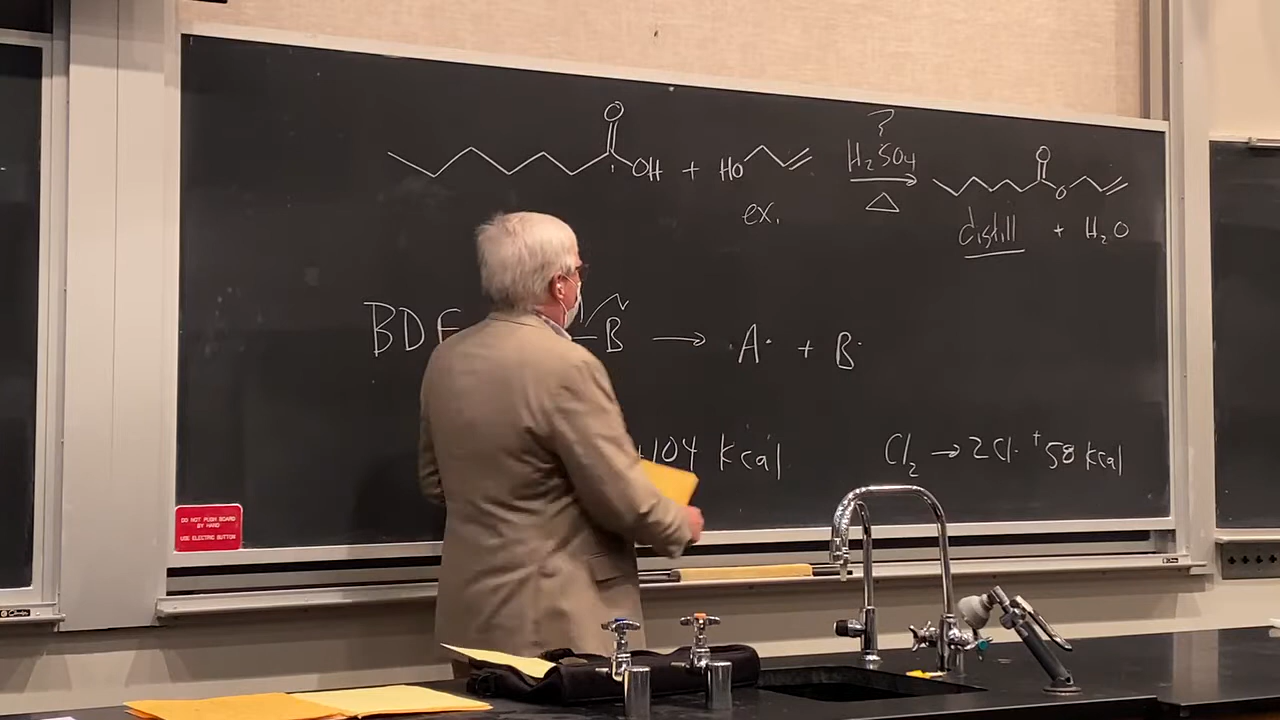 O O
OH + HO H₂SO₄ O
ex. △ distill + H₂O
BDE B → ·A· + B·
+104 kcal Cl₂ → 2Cl· +58 kcal
DO NOT PUSH BOARD
BY HAND
USE ELECTRIC BUTTON